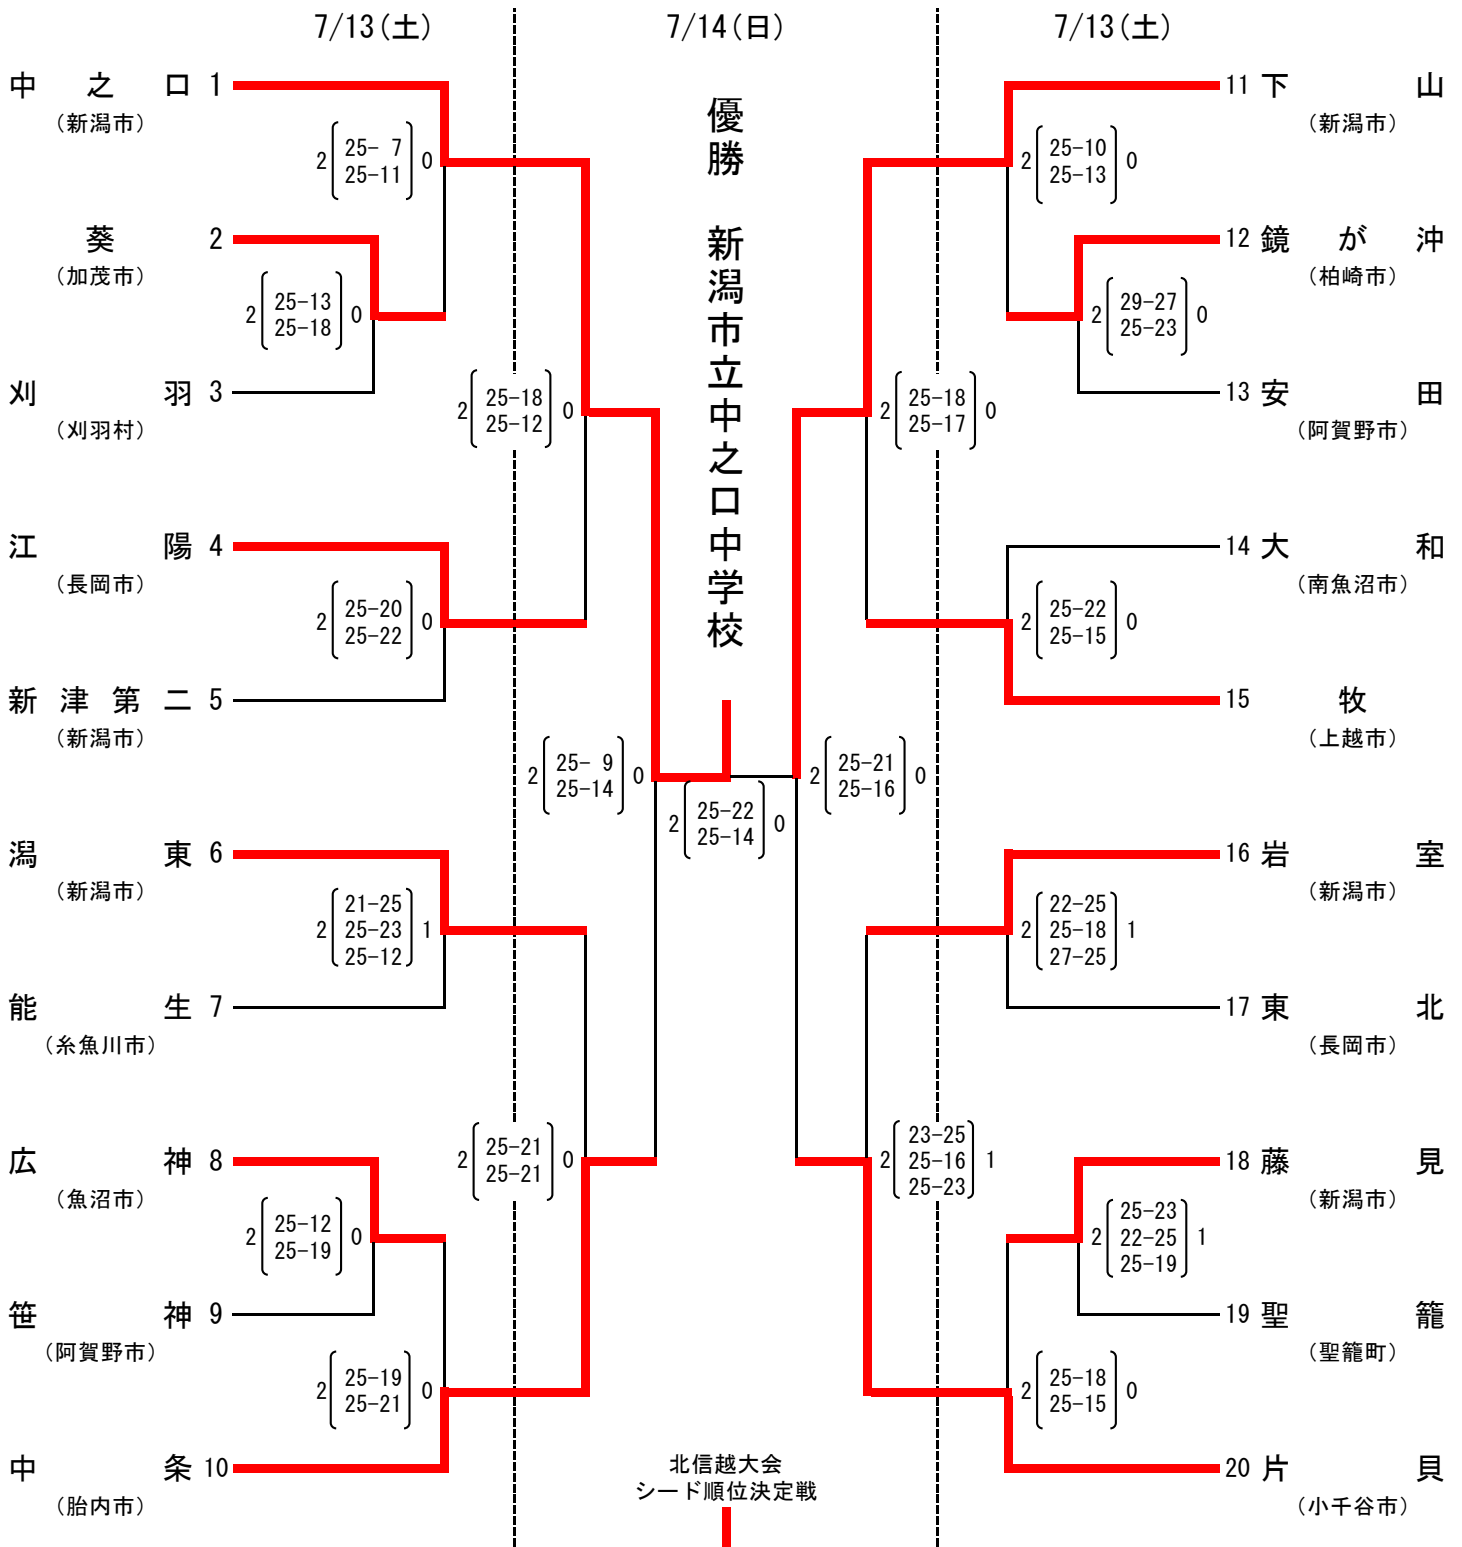 7/13(土)
7/14(日)
7/13(土)
中之口 1
(新潟市)
2 25- 7 0
25-11
葵 2
(加茂市)
2 25-13 0
25-18
刈羽 3
(刈羽村)
2 25-18 0
25-12
江陽 4
(長岡市)
2 25-20 0
25-22
新津第二 5
(新潟市)
2 25- 9 0
25-14
潟東 6
(新潟市)
21-25
2 25-23 1
25-12
能生 7
(糸魚川市)
2 25-21 0
25-21
広神 8
(魚沼市)
2 25-12 0
25-19
笹神 9
(阿賀野市)
2 25-19 0
25-21
中条 10
(胎内市)
優勝 新潟市立中之口中学校
2 25-22 0
25-14
北信越大会
シード順位決定戦
11 下山
(新潟市)
2 25-10 0
25-13
12 鏡が沖
(柏崎市)
2 29-27 0
25-23
13 安田
(阿賀野市)
2 25-18 0
25-17
14 大和
(南魚沼市)
2 25-22 0
25-15
15 牧
(上越市)
2 25-21 0
25-16
16 岩室
(新潟市)
22-25
2 25-18 1
27-25
17 東北
(長岡市)
23-25
2 25-16 1
25-23
18 藤見
(新潟市)
25-23
2 22-25 1
25-19
19 聖籠
(聖籠町)
2 25-18 0
25-15
20 片貝
(小千谷市)